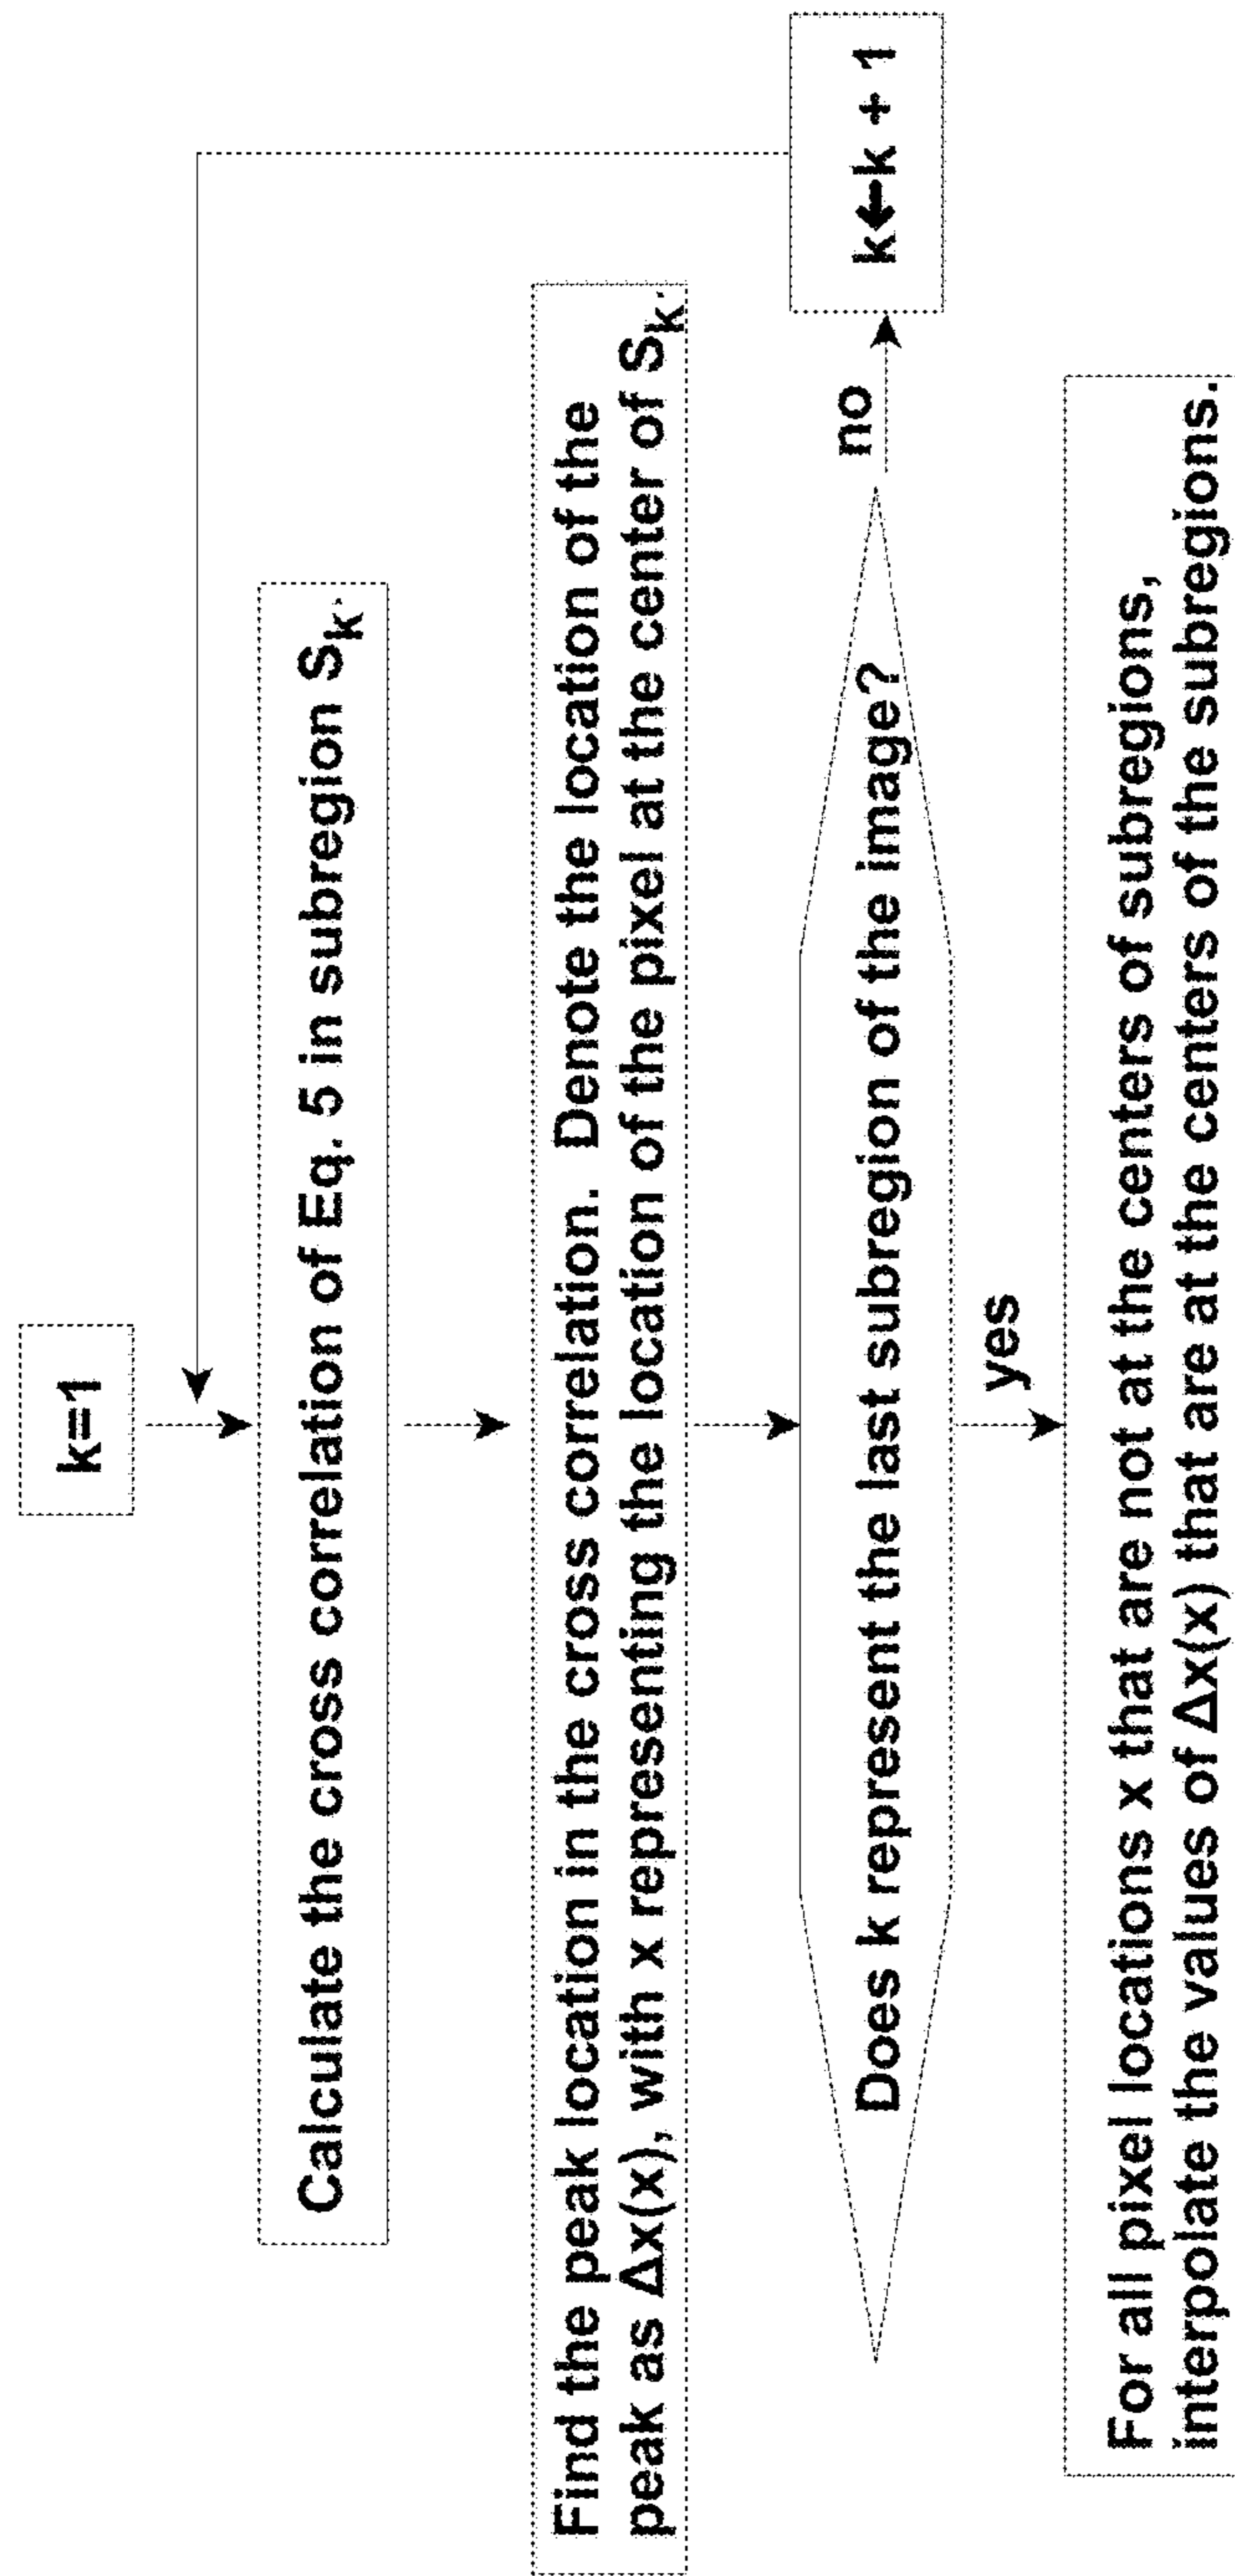 k=1
Calculate the cross correlation of Eq. 5 in subregion Sk.
Find the peak location in the cross correlation. Denote the location of the
peak as Δx(x), with x representing the location of the pixel at the center of Sk.
Does k represent the last subregion of the image?
no
k←k + 1
yes
For all pixel locations x that are not at the centers of subregions,
interpolate the values of Δx(x) that are at the centers of the subregions.